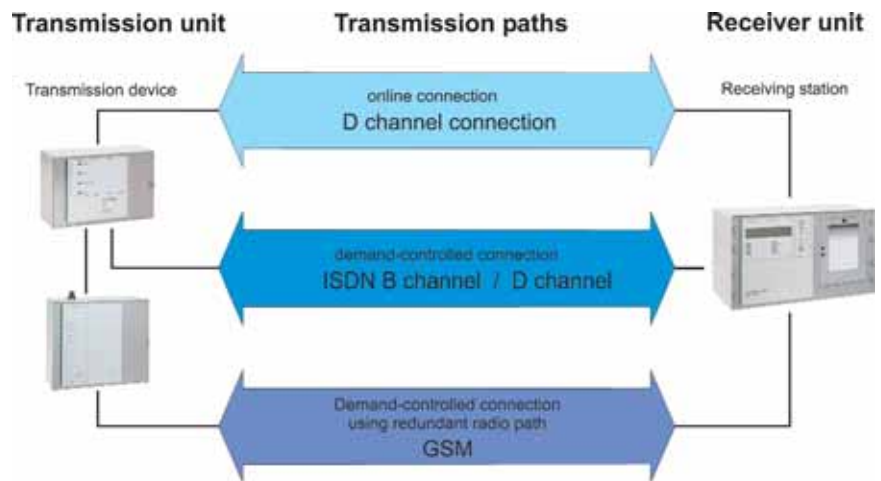 Transmission unit
Transmission paths
Receiver unit
Transmission device
online connection
D channel connection
Receiving station
demand-controlled connection
ISDN B channel / D channel
Demand-controlled connection
using redundant radio path
GSM